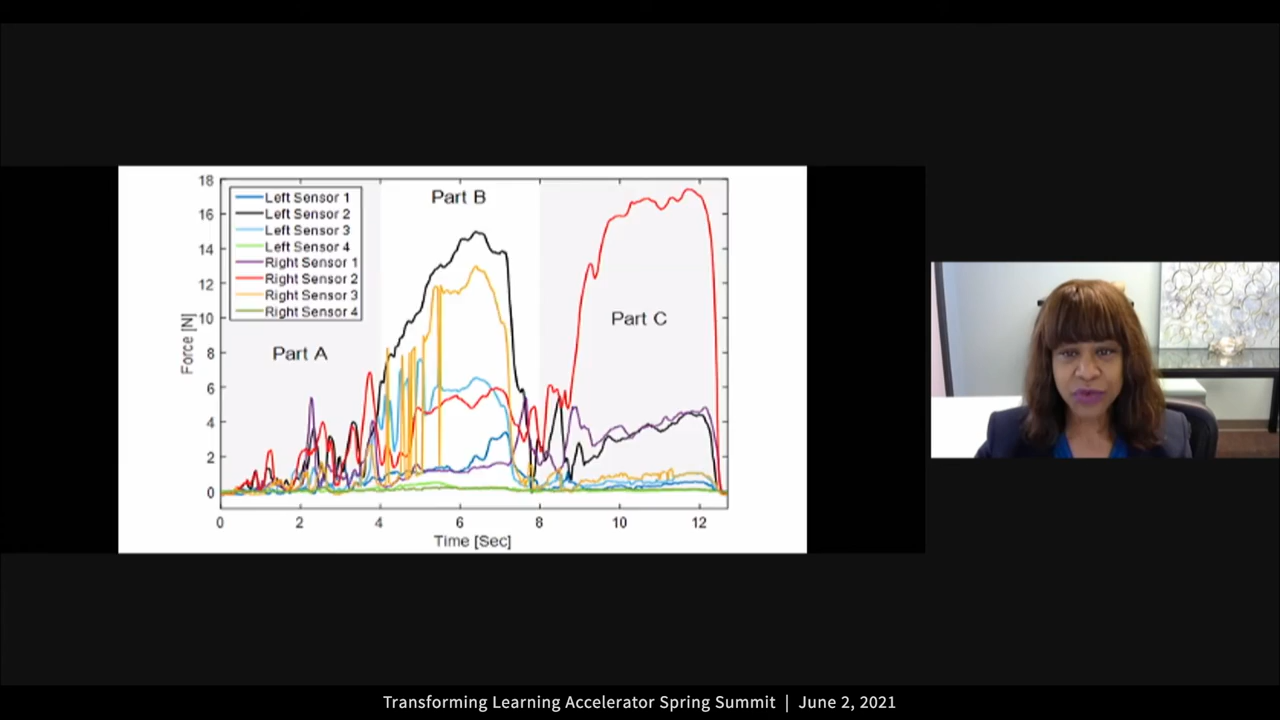 18
16
14
12
10
8
6
4
2
0
Force [N]
Left Sensor 1
Left Sensor 2
Left Sensor 3
Left Sensor 4
Right Sensor 1
Right Sensor 2
Right Sensor 3
Right Sensor 4
Part A
Part B
Part C
0 2 4 6 8 10 12
Time [Sec]
Transforming Learning Accelerator Spring Summit | June 2, 2021